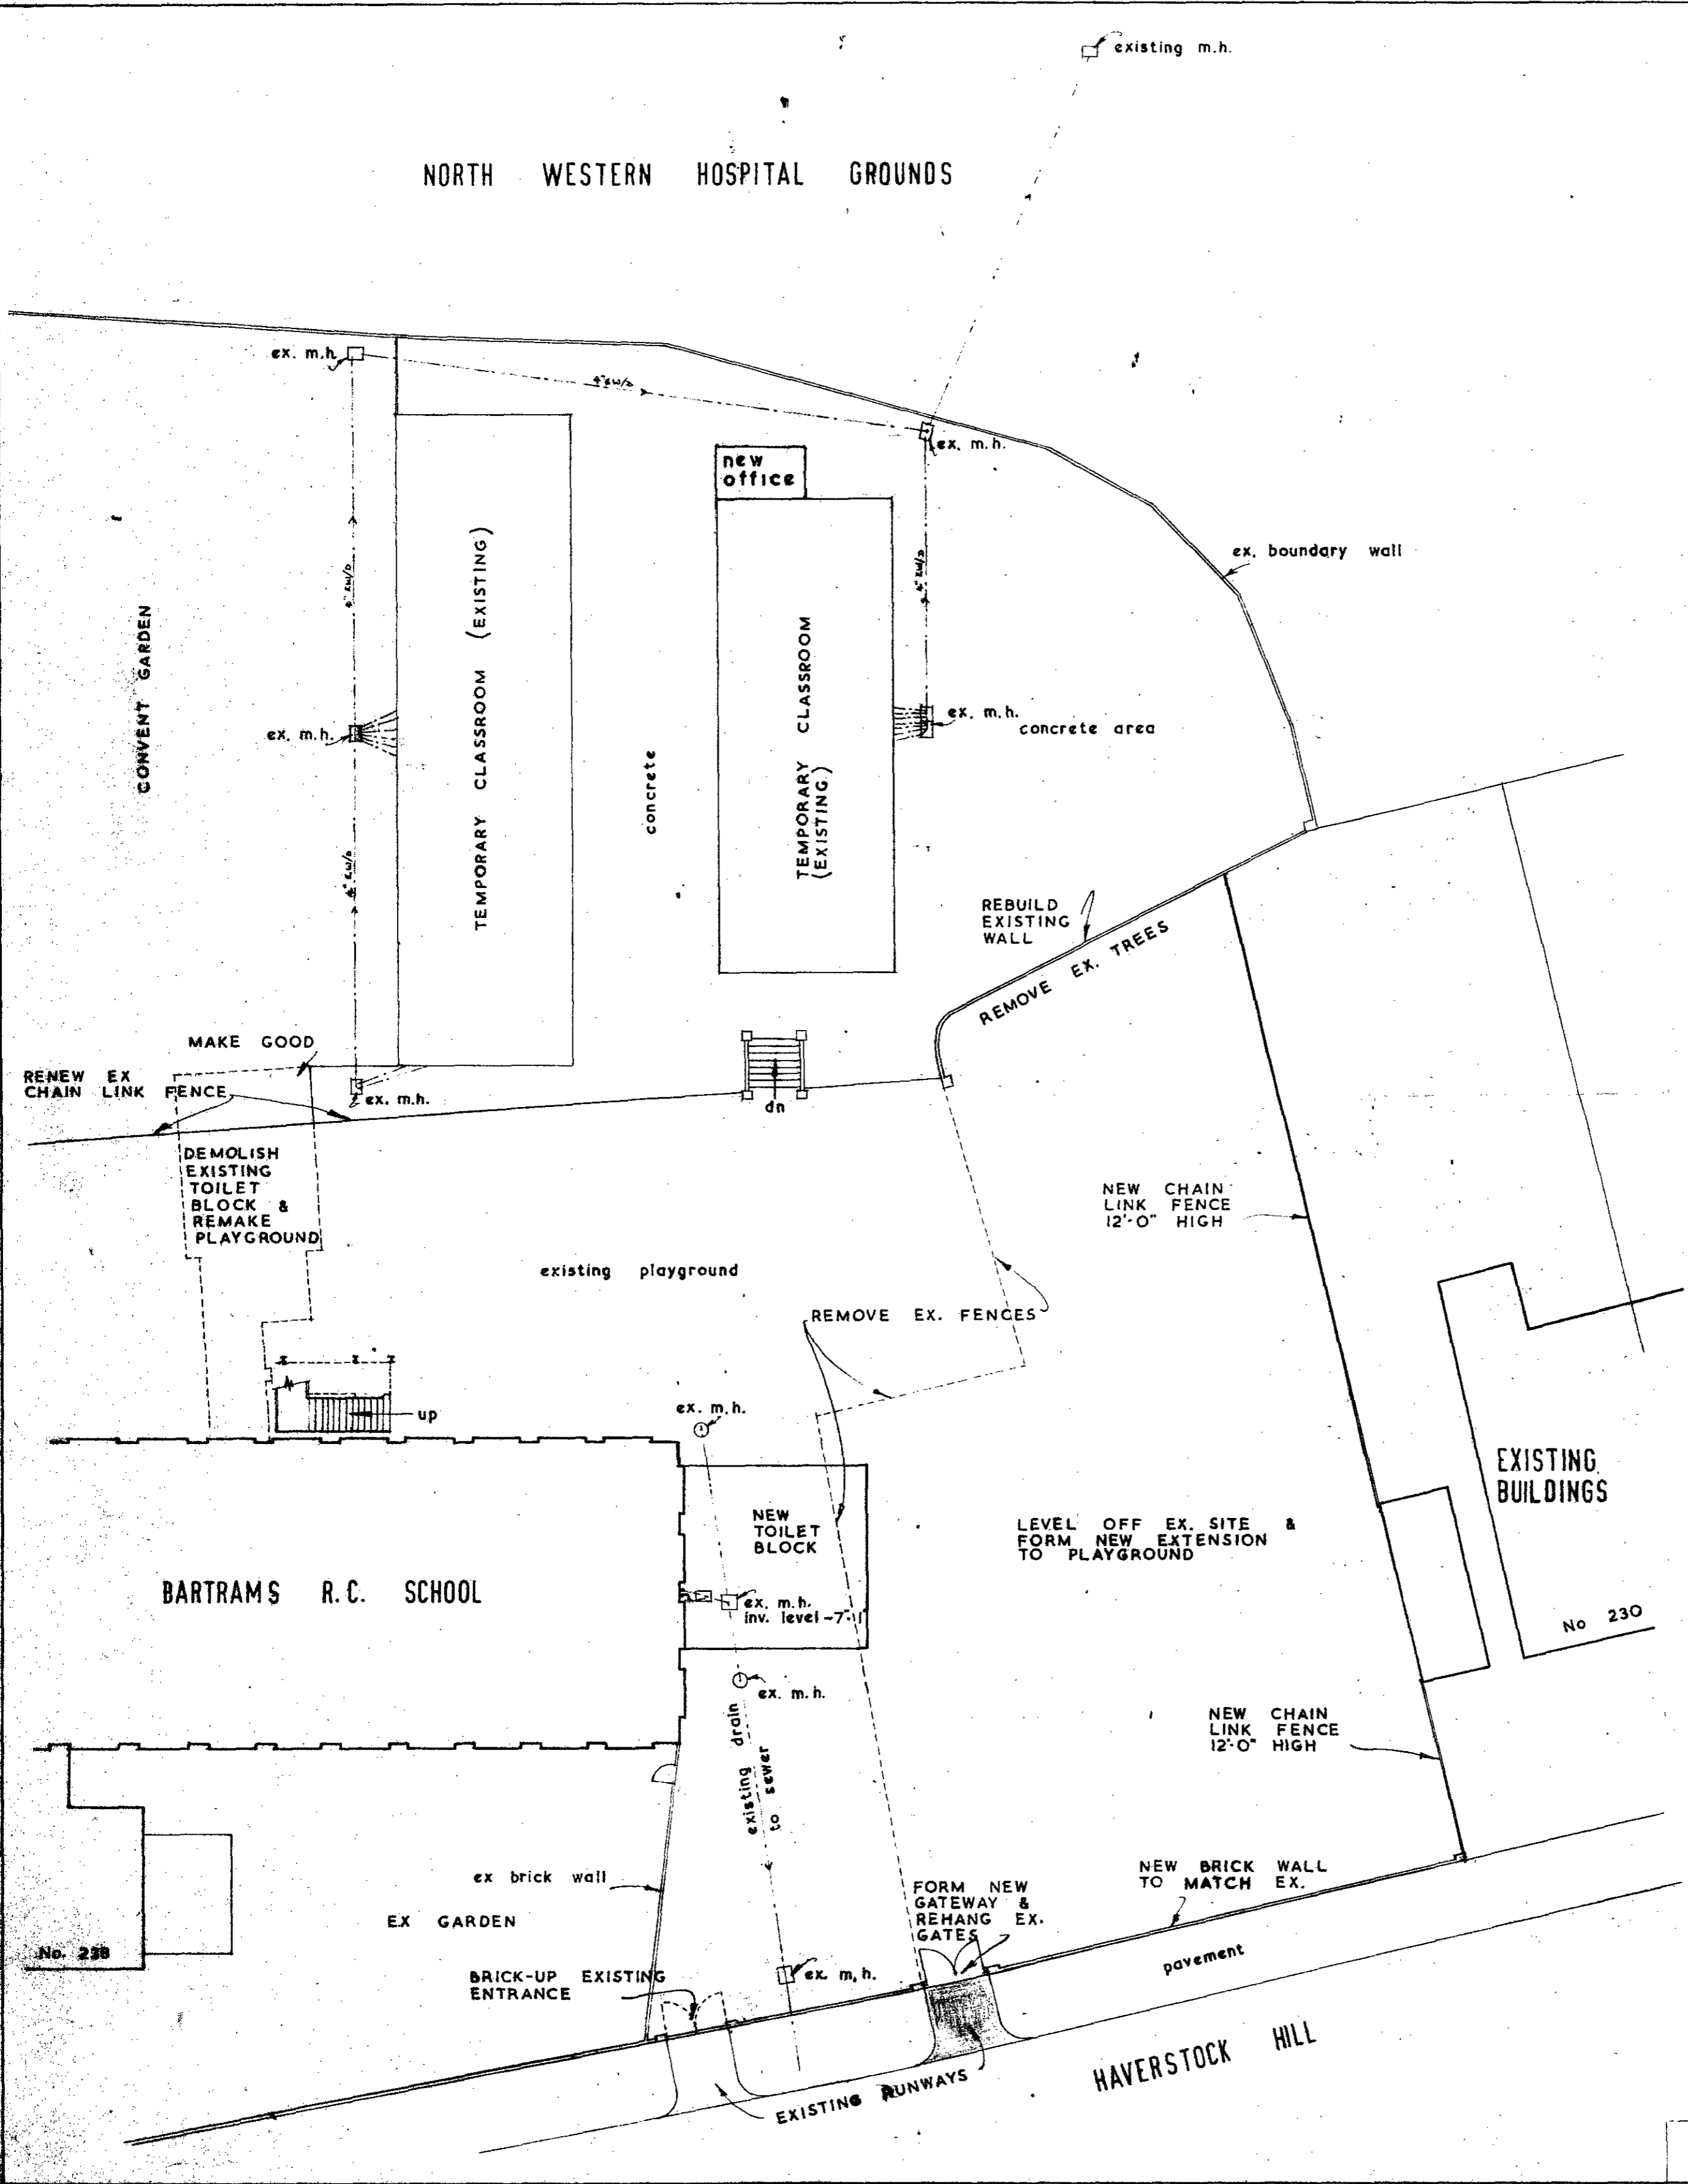 existing m.h.
NORTH WESTERN HOSPITAL GROUNDS
ex. m.h.
4" E.W/D
ex. m.h.
new
office
ex. boundary wall
4" E.W/D
4" E.W/D
CONVENT GARDEN
TEMPORARY CLASSROOM (EXISTING)
TEMPORARY CLASSROOM
(EXISTING)
concrete
ex. m.h.
ex. m.h.
concrete area
4" E.W/D
REBUILD
EXISTING
WALL
REMOVE EX. TREES
MAKE GOOD
RENEW EX
CHAIN LINK FENCE
ex. m.h.
dn
DEMOLISH
EXISTING
TOILET
BLOCK &
REMAKE
PLAYGROUND
NEW CHAIN
LINK FENCE
12'-0" HIGH
existing playground
REMOVE EX. FENCES
up
ex. m.h.
EXISTING
BUILDINGS
NEW
TOILET
BLOCK
LEVEL OFF EX. SITE &
FORM NEW EXTENSION
TO PLAYGROUND
BARTRAMS R.C. SCHOOL
ex. m.h.
inv. level -7'-1"
No 230
ex. m.h.
existing drain
to sewer
NEW CHAIN
LINK FENCE
12'-0" HIGH
ex brick wall
EX GARDEN
FORM NEW
GATEWAY &
REHANG EX.
GATES
NEW BRICK WALL
TO MATCH EX.
No. 238
BRICK-UP EXISTING
ENTRANCE
ex. m.h.
pavement
EXISTING RUNWAYS
HAVERSTOCK HILL